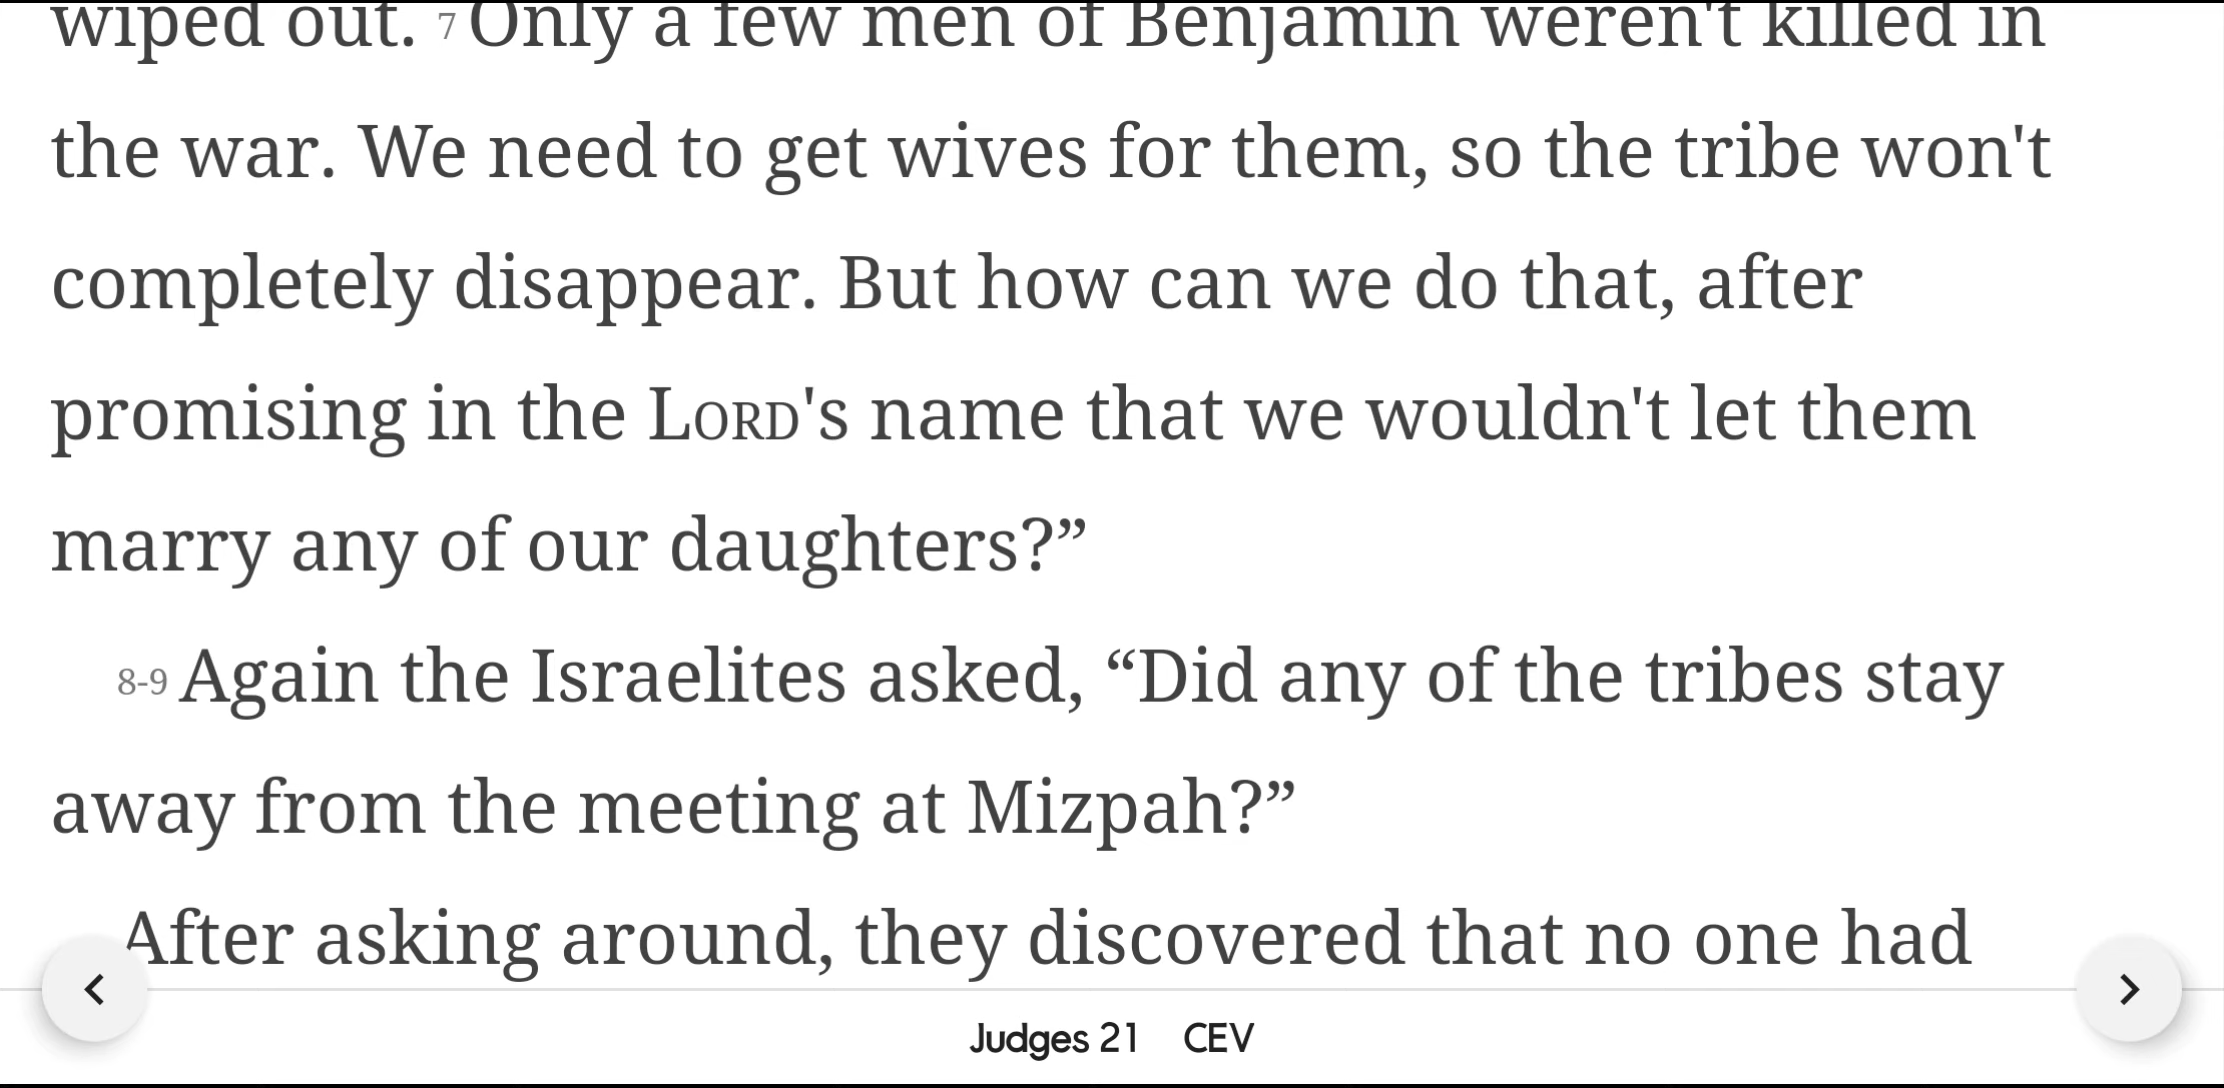 wiped out. 7 Only a few men of Benjamin weren't killed in
the war. We need to get wives for them, so the tribe won't
completely disappear. But how can we do that, after
promising in the LORD's name that we wouldn't let them
marry any of our daughters?”
8-9 Again the Israelites asked, “Did any of the tribes stay
away from the meeting at Mizpah?”
After asking around, they discovered that no one had
Judges 21 CEV